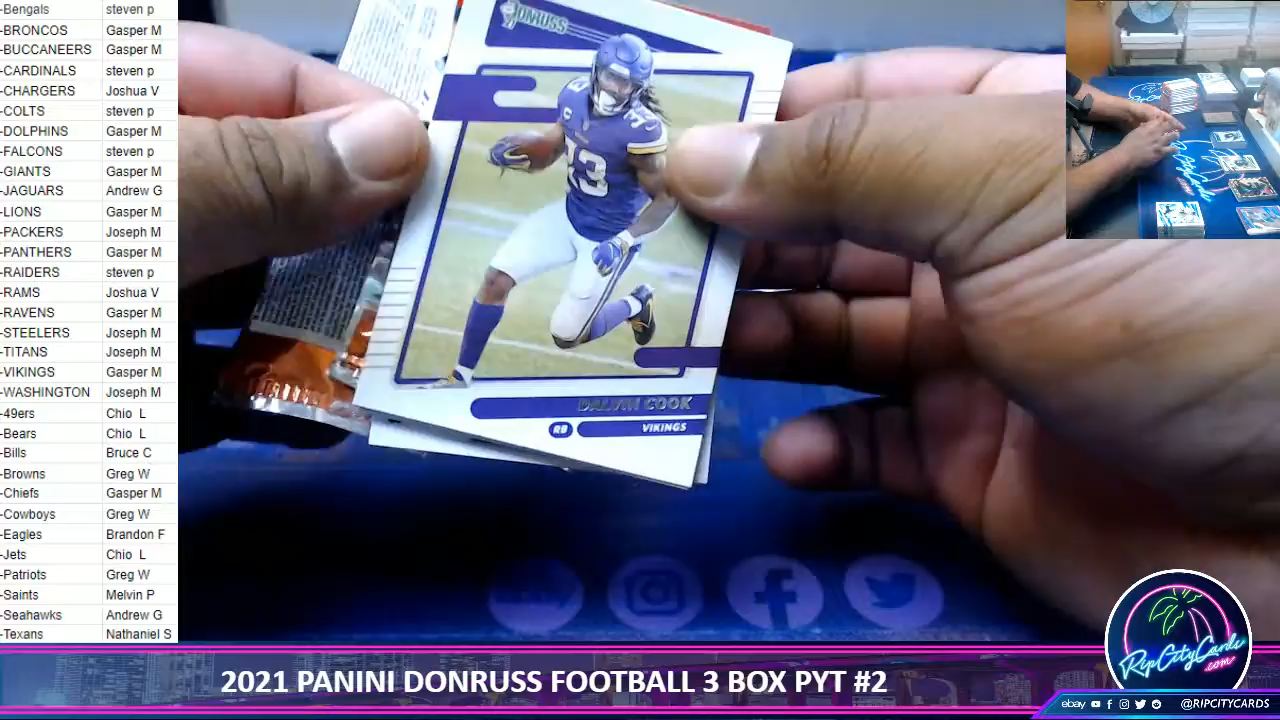 -Bengals steven p
-BRONCOS Gasper M
-BUCCANEERS Gasper M
-CARDINALS steven p
-CHARGERS Joshua V
-COLTS steven p
-DOLPHINS Gasper M
-FALCONS steven p
-GIANTS Gasper M
-JAGUARS Andrew G
-LIONS Gasper M
-PACKERS Joseph M
-PANTHERS Gasper M
-RAIDERS steven p
-RAMS Joshua V
-RAVENS Gasper M
-STEELERS Joseph M
-TITANS Joseph M
-VIKINGS Gasper M
-WASHINGTON Joseph M
-49ers Chio L
-Bears Chio L
-Bills Bruce C
-Browns Greg W
-Chiefs Gasper M
-Cowboys Greg W
-Eagles Brandon F
-Jets Chio L
-Patriots Greg W
-Saints Melvin P
-Seahawks Andrew G
-Texans Nathaniel S
DONRUSS
33
33
DALVIN COOK
RB VIKINGS
RipCityCards
.com
2021 PANINI DONRUSS FOOTBALL 3 BOX PYT #2
ebay @RIPCITYCARDS